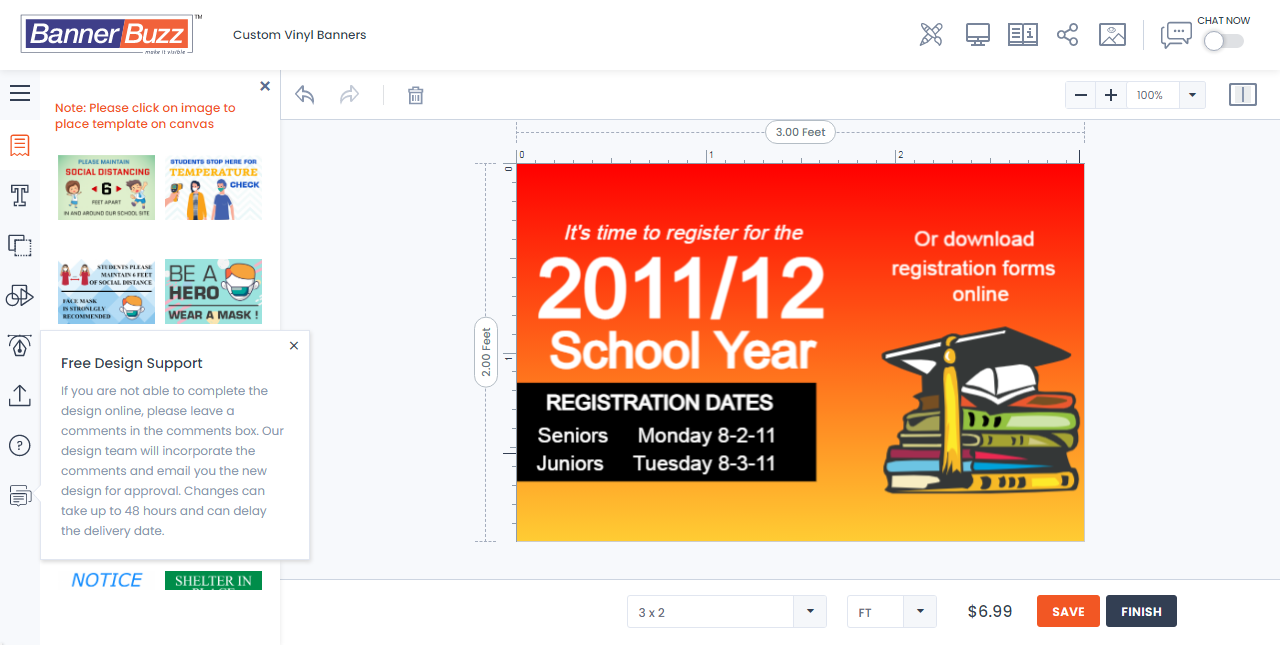 BannerBuzz™
make it visible
Custom Vinyl Banners
CHAT NOW
Note: Please click on image to
place template on canvas
100%
PLEASE MAINTAIN
SOCIAL DISTANCING
6
FEET APART
IN AND AROUND OUR SCHOOL SITE
STUDENTS STOP HERE FOR
TEMPERATURE
CHECK
STUDENTS PLEASE
MAINTAIN 6 FEET
OF SOCIAL DISTANCE
FACE MASK
IS STRONGLGY
RECOMMENDED
BE A
HERO
WEAR A MASK !
Free Design Support
If you are not able to complete the
design online, please leave a
comments in the comments box. Our
design team will incorporate the
comments and email you the new
design for approval. Changes can
take up to 48 hours and can delay
the delivery date.
NOTICE
SHELTER IN
PLACE
3.00 Feet
0 1 2
0
2.00 Feet
1
It's time to register for the
2011/12
School Year
REGISTRATION DATES
Seniors Monday 8-2-11
Juniors Tuesday 8-3-11
Or download
registration forms
online
3 x 2
FT
$6.99
SAVE
FINISH